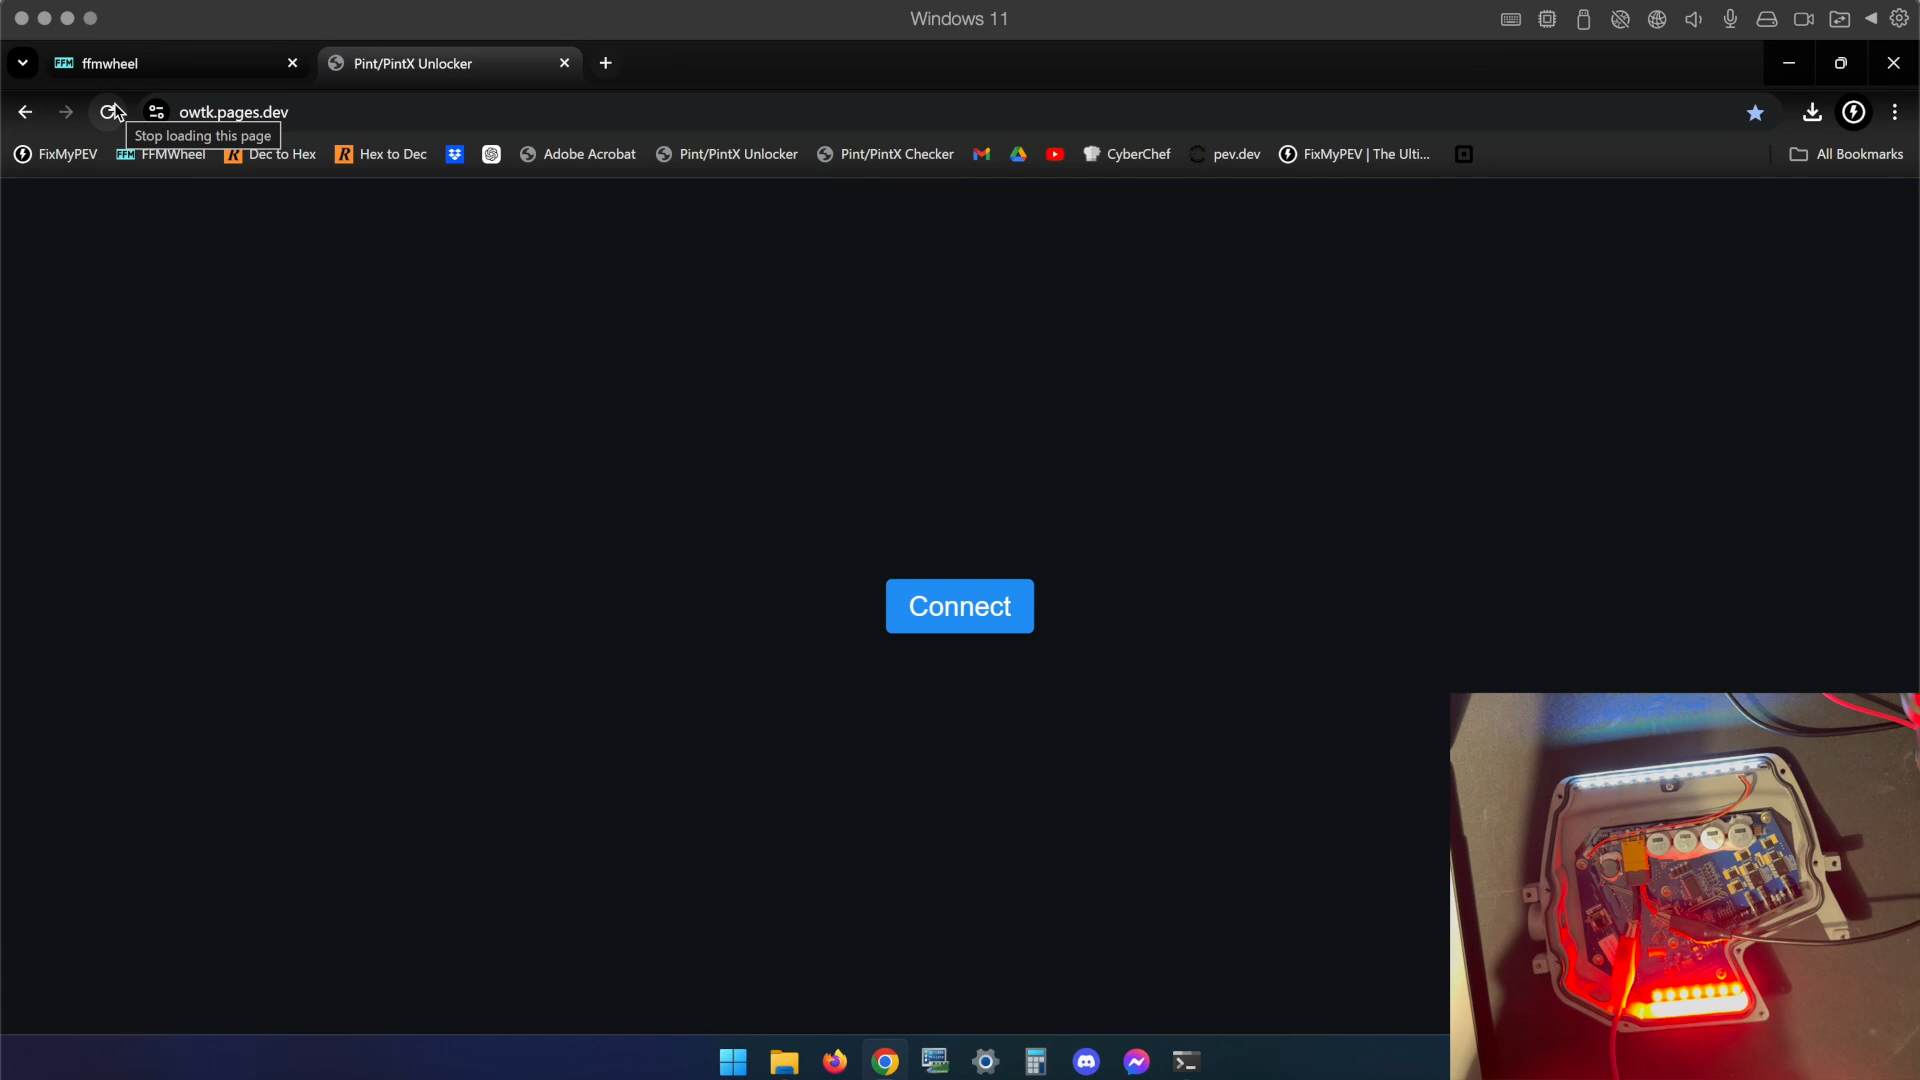 Windows 11
FFM ffmwheel
Pint/PintX Unlocker
owtk.pages.dev
Stop loading this page
FixMyPEV
FFM FFMWheel
R Dec to Hex
R Hex to Dec
Adobe Acrobat
Pint/PintX Unlocker
Pint/PintX Checker
CyberChef
pev.dev
FixMyPEV | The Ulti...
All Bookmarks
Connect